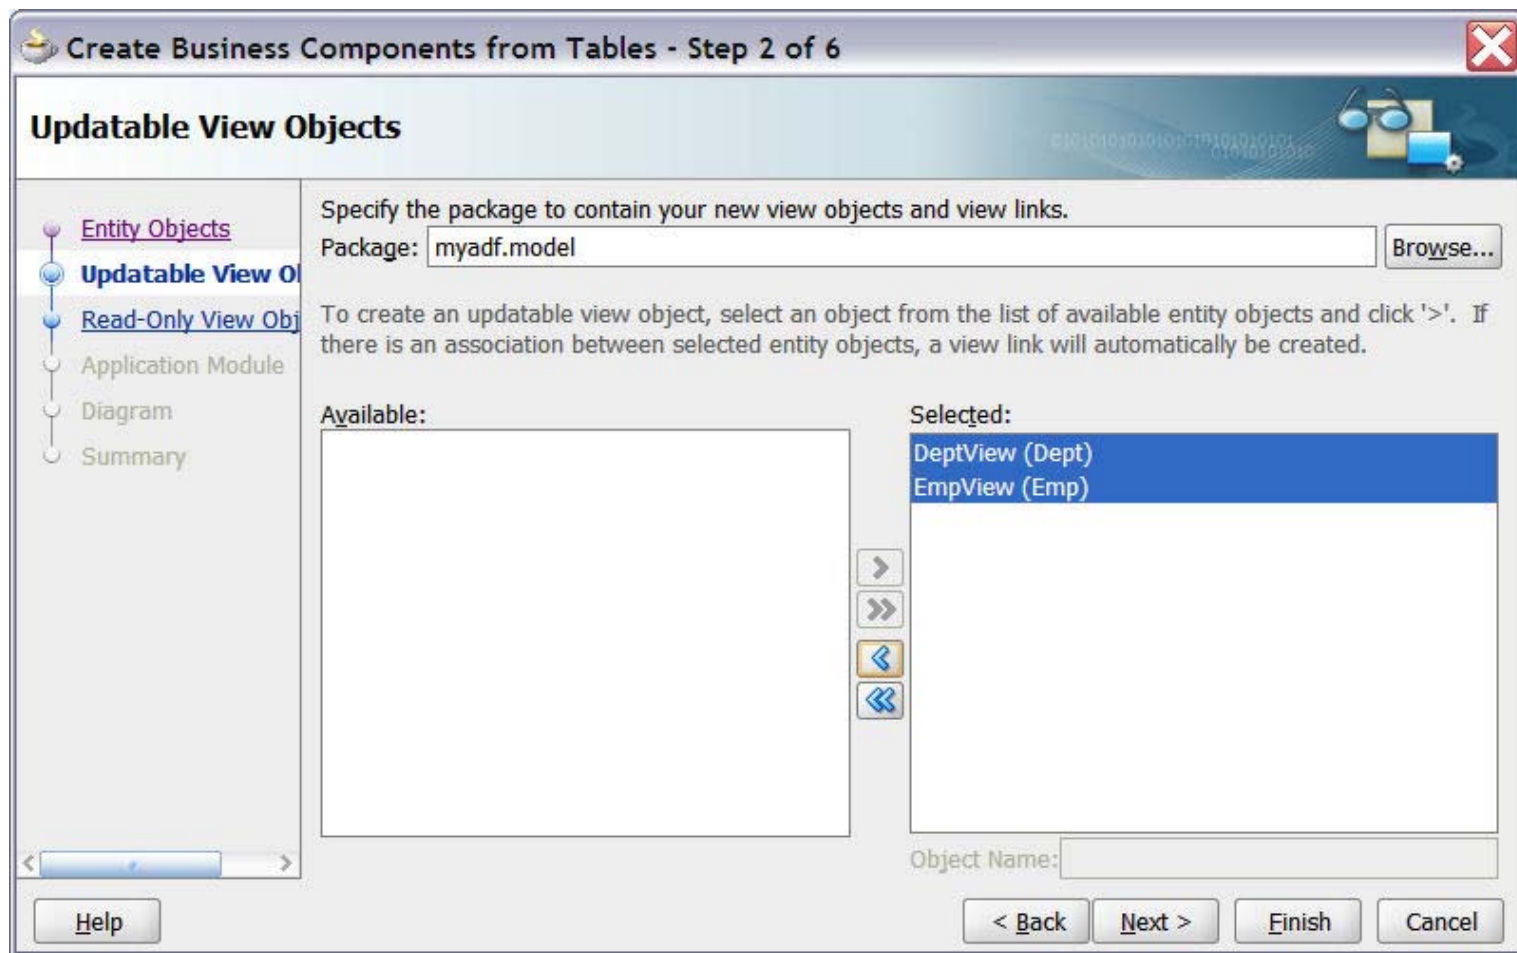 Create Business Components from Tables - Step 2 of 6
Updatable View Objects
Entity Objects
Updatable View Ol
Read-Only View Obj
Application Module
Diagram
Summary
Specify the package to contain your new view objects and view links.
Package: myadf.model Browse...
To create an updatable view object, select an object from the list of available entity objects and click '>'. If
there is an association between selected entity objects, a view link will automatically be created.
Available:
Selected:
DeptView (Dept)
EmpView (Emp)
Object Name:
Help < Back Next > Finish Cancel